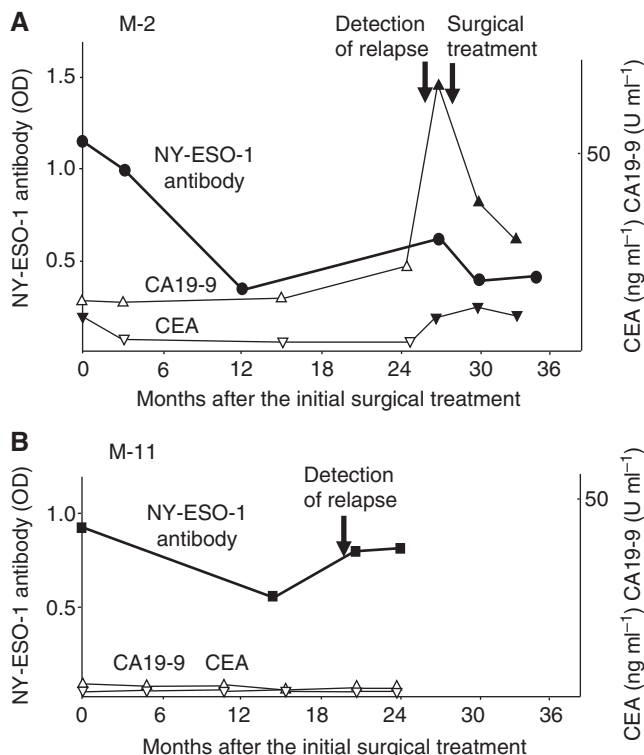 A
M-2
Detection
of relapse
Surgical
treatment
NY-ESO-1 antibody (OD)
1.5
1.0
0.5
NY-ESO-1
antibody
CA19-9
CEA
50
CEA (ng ml⁻¹) CA19-9 (U ml⁻¹)
0 6 12 18 24 30 36
Months after the initial surgical treatment
B
M-11
Detection
of relapse
NY-ESO-1 antibody (OD)
1.0
0.5
NY-ESO-1
antibody
CA19-9 CEA
50
CEA (ng ml⁻¹) CA19-9 (U ml⁻¹)
0 6 12 18 24 30 36
Months after the initial surgical treatment